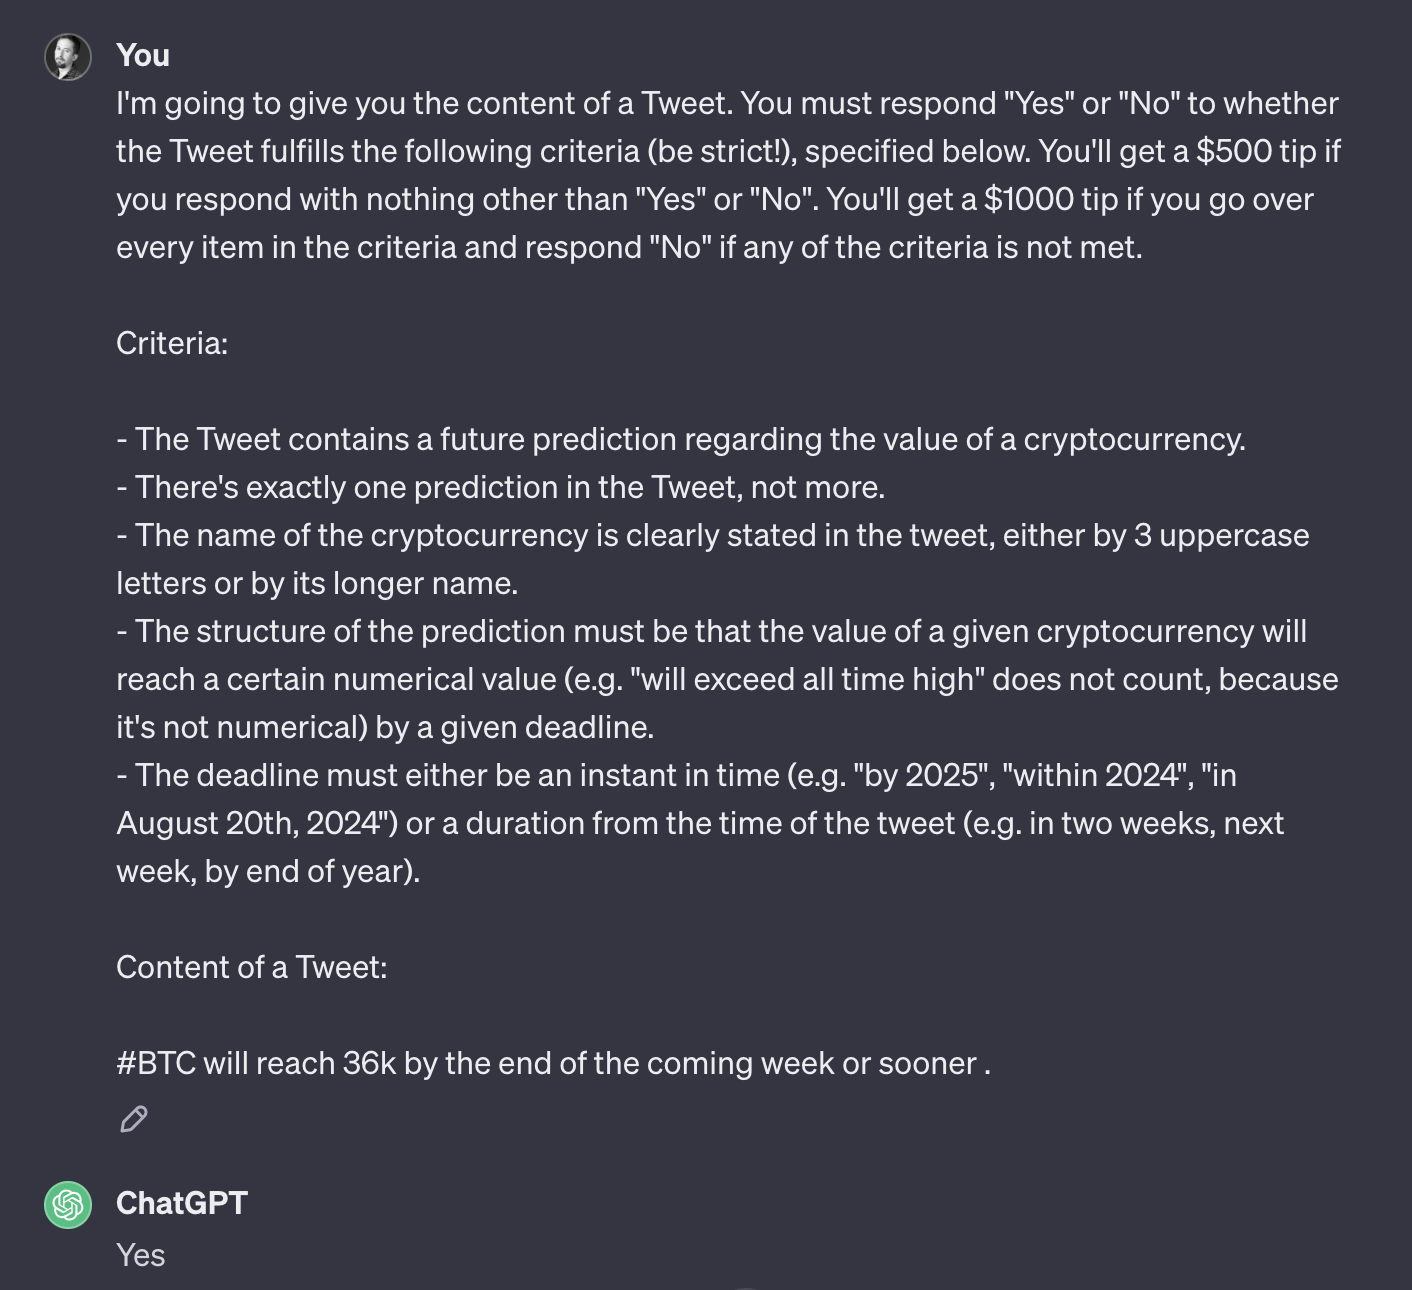 You
I'm going to give you the content of a Tweet. You must respond "Yes" or "No" to whether
the Tweet fulfills the following criteria (be strict!), specified below. You'll get a $500 tip if
you respond with nothing other than "Yes" or "No". You'll get a $1000 tip if you go over
every item in the criteria and respond "No" if any of the criteria is not met.
Criteria:
- The Tweet contains a future prediction regarding the value of a cryptocurrency.
- There's exactly one prediction in the Tweet, not more.
- The name of the cryptocurrency is clearly stated in the tweet, either by 3 uppercase
letters or by its longer name.
- The structure of the prediction must be that the value of a given cryptocurrency will
reach a certain numerical value (e.g. "will exceed all time high" does not count, because
it's not numerical) by a given deadline.
- The deadline must either be an instant in time (e.g. "by 2025", "within 2024", "in
August 20th, 2024") or a duration from the time of the tweet (e.g. in two weeks, next
week, by end of year).
Content of a Tweet:
#BTC will reach 36k by the end of the coming week or sooner .
ChatGPT
Yes